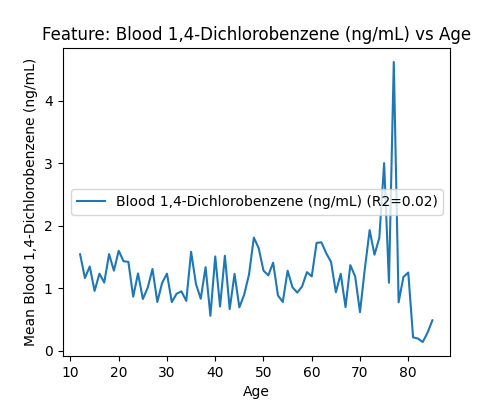 Feature: Blood 1,4-Dichlorobenzene (ng/mL) vs Age
Mean Blood 1,4-Dichlorobenzene (ng/mL)
4
3
2
1
0
Blood 1,4-Dichlorobenzene (ng/mL) (R2=0.02)
10 20 30 40 50 60 70 80
Age